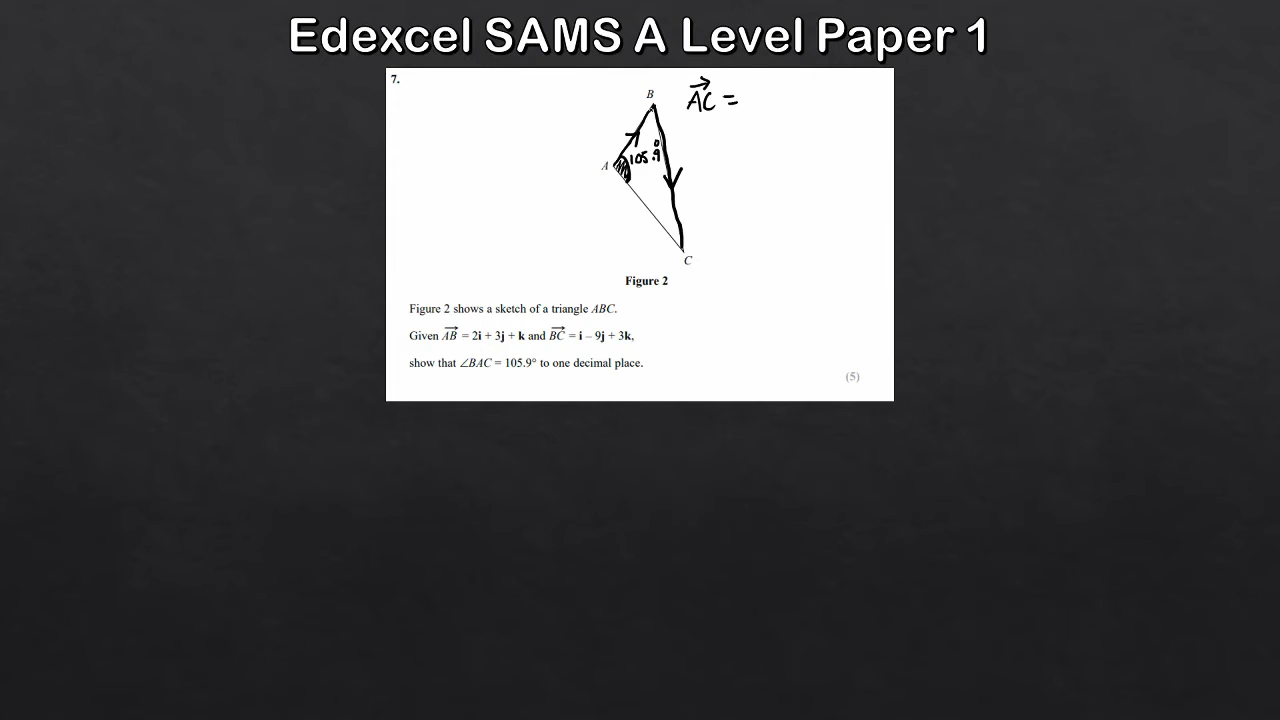 Edexcel SAMS A Level Paper 1
7.
B
AC =
A
105.9°
C
Figure 2
Figure 2 shows a sketch of a triangle ABC.
Given AB = 2i + 3j + k and BC = i – 9j + 3k,
show that ∠BAC = 105.9° to one decimal place.
(5)